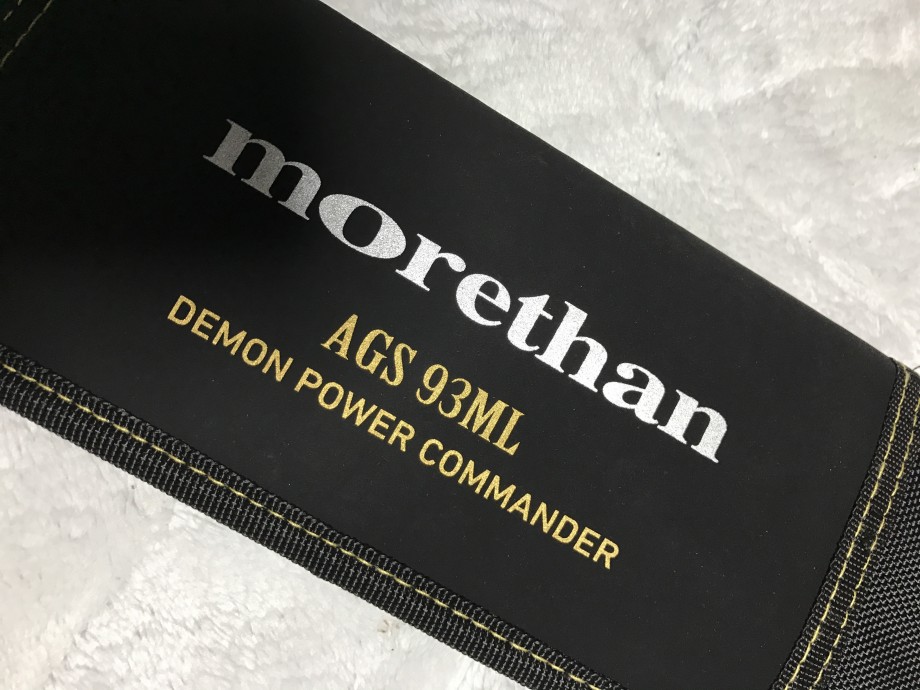 morethan
AGS 93ML
DEMON POWER COMMANDER